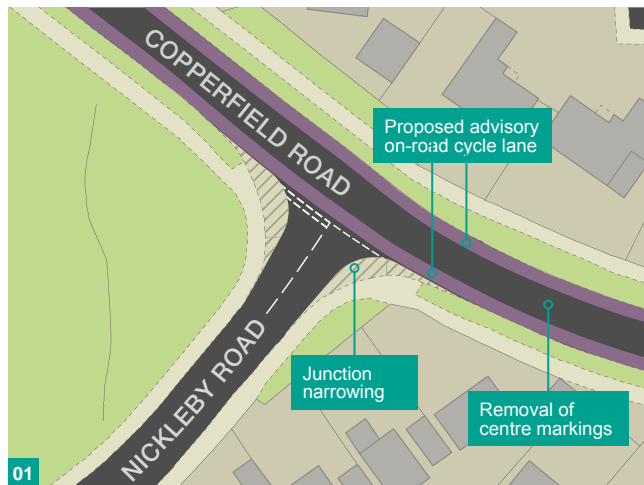 COPPERFIELD ROAD
Proposed advisory
on-road cycle lane
NICKLEBY ROAD
Junction
narrowing
Removal of
centre markings
01